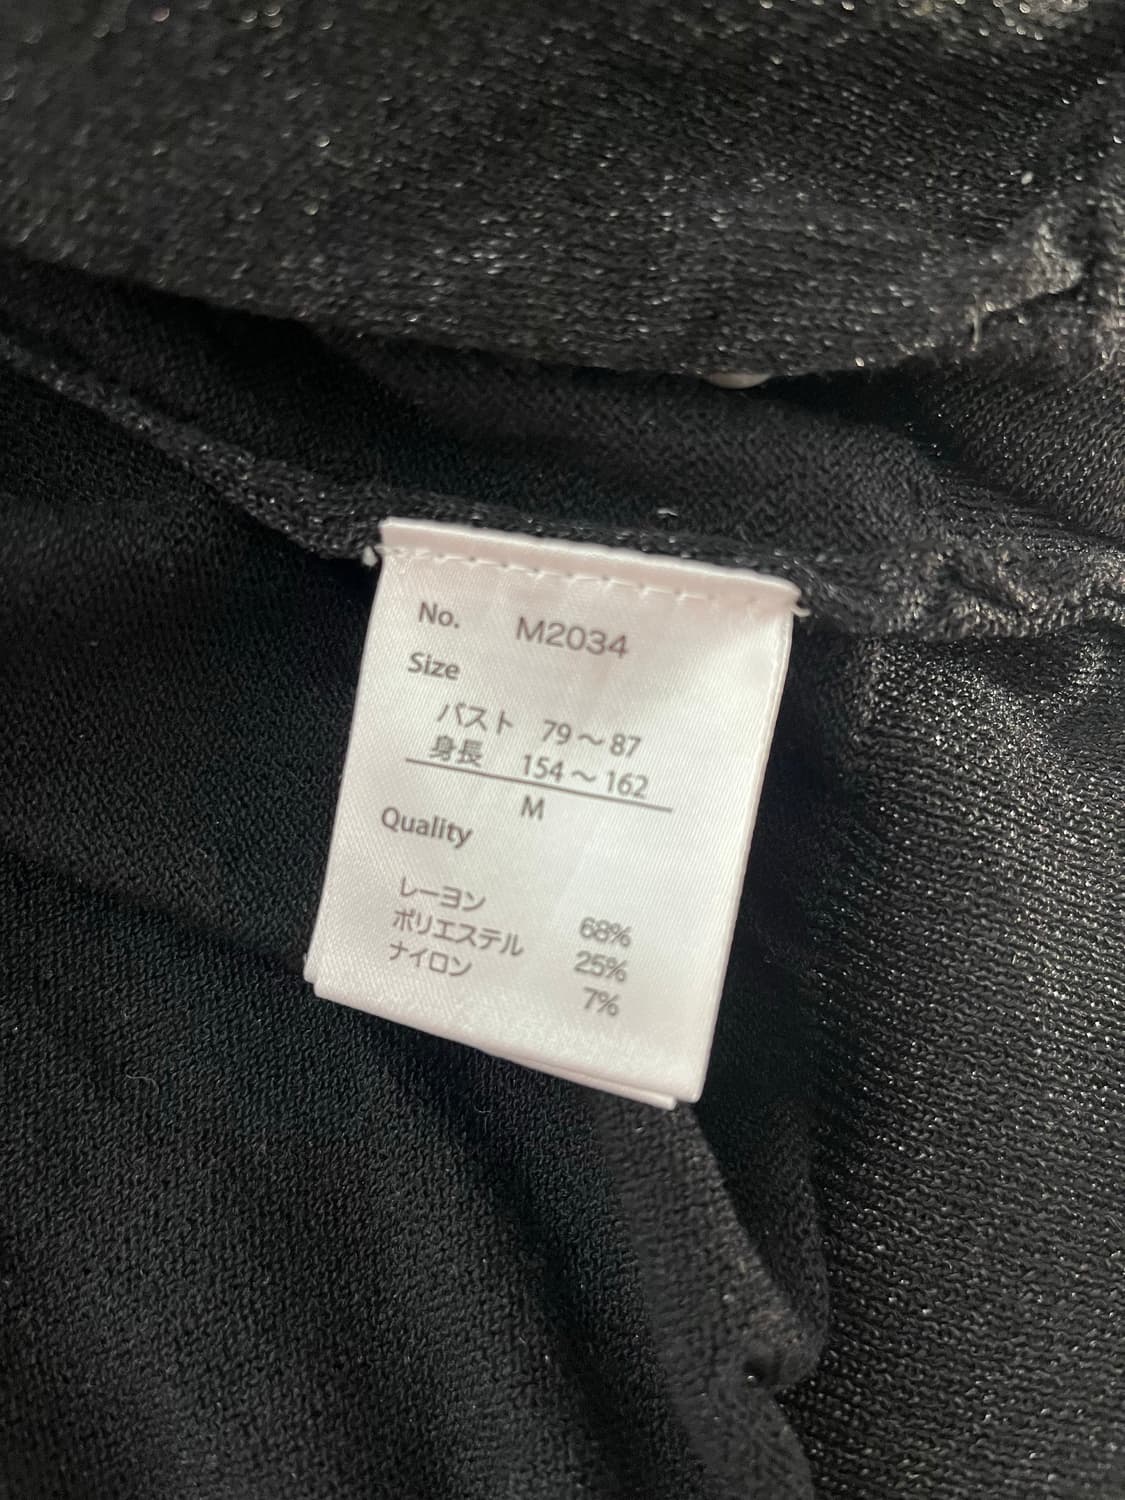 No. M2034
Size
バスト 79～87
身長 154～162
M
Quality
レーヨン 68%
ポリエステル 25%
ナイロン 7%